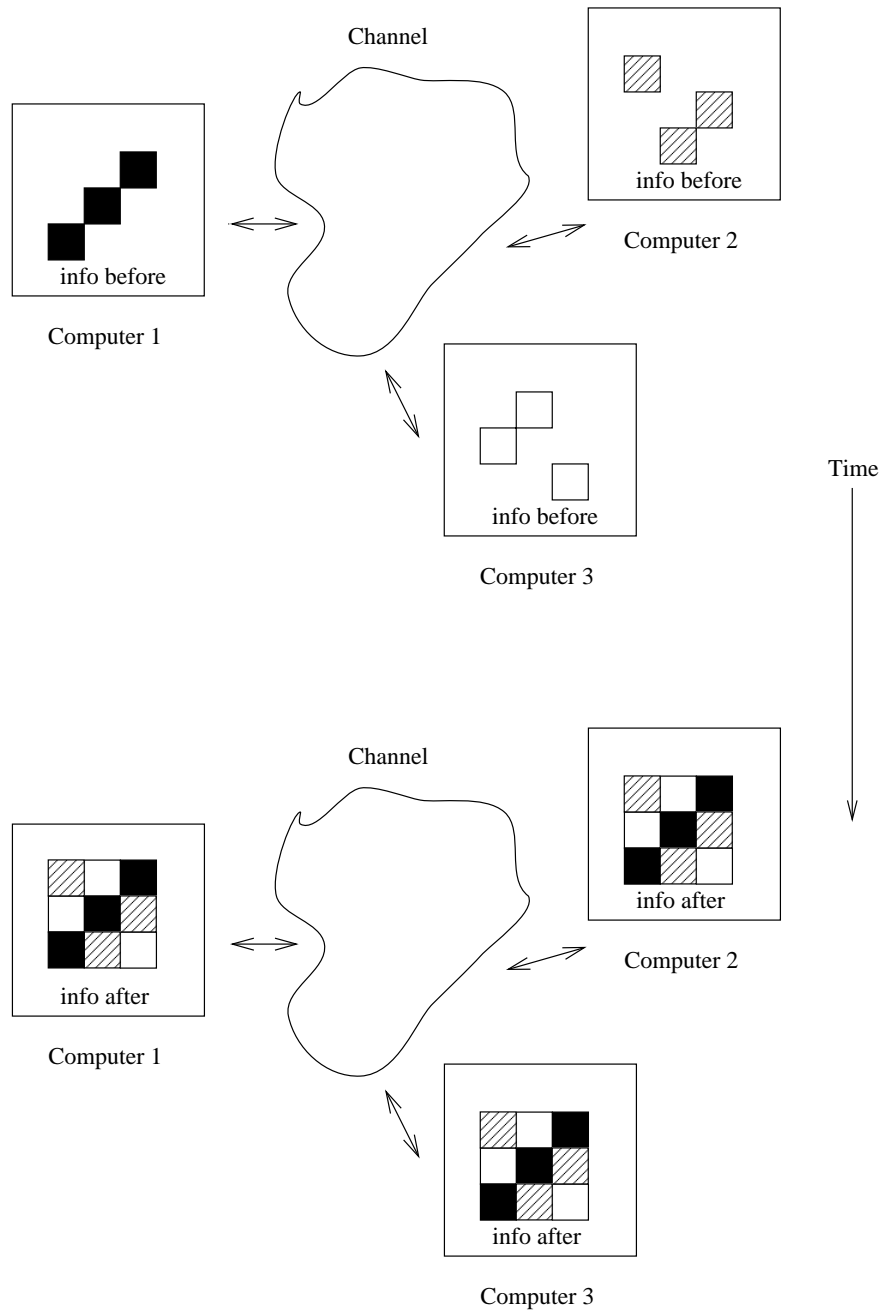 Channel
info before
Computer 2
info before
Computer 1
info before
Computer 3
Time
Channel
info after
Computer 2
info after
Computer 1
info after
Computer 3